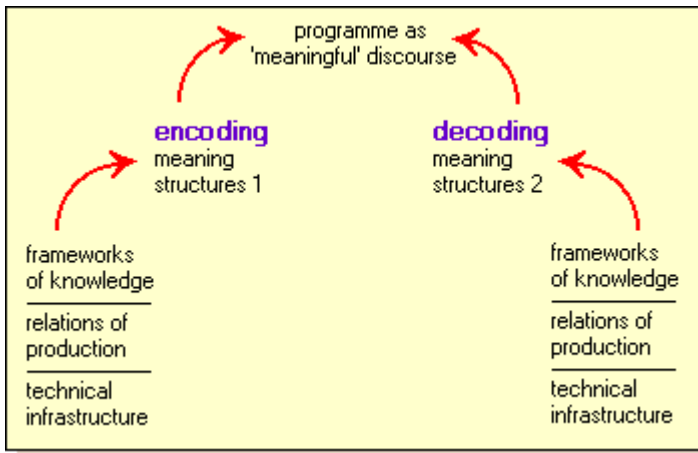 programme as
'meaningful' discourse
encoding
meaning
structures 1
decoding
meaning
structures 2
frameworks
of knowledge
relations of
production
technical
infrastructure
frameworks
of knowledge
relations of
production
technical
infrastructure